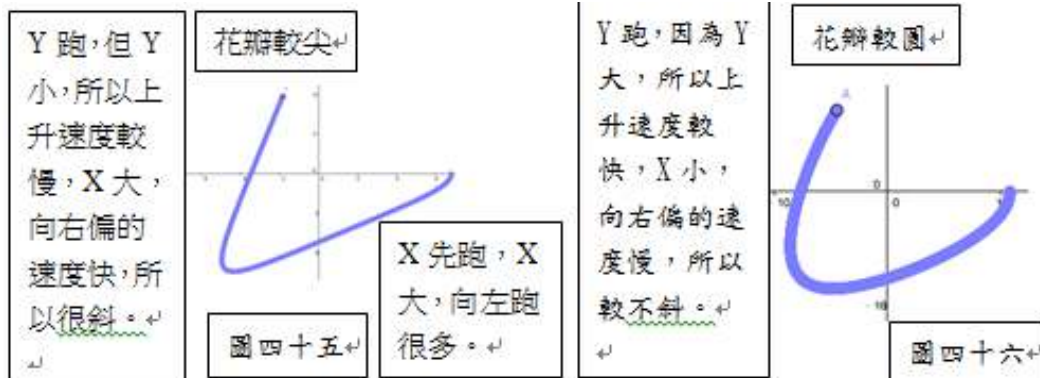 Y 跑，但 Y
小，所以上
升速度較
慢，X 大，
向右偏的
速度快，所
以很斜。
花瓣較尖
X 先跑，X
大，向左跑
很多。
圖四十五
Y 跑，因為 Y
大，所以上
升速度較
快，X 小，
向右偏的速
度慢，所以
較不斜。
花瓣較圓
A
0
0
圖四十六